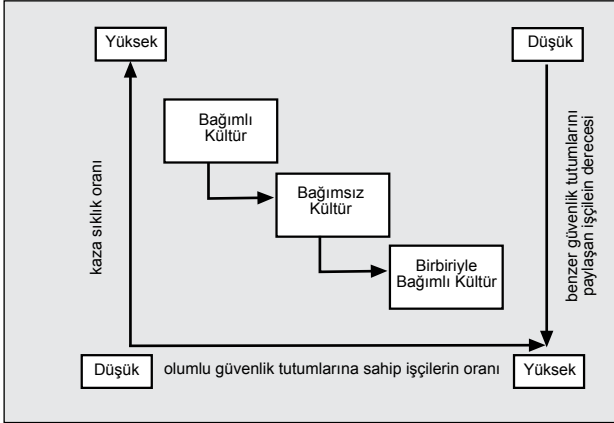 Yüksek
Düşük
Bağımlı
Kültür
Bağımsız
Kültür
Birbiriyle
Bağımlı Kültür
kaza sıklık oranı
benzer güvenlik tutumlarını
paylaşan işçilein derecesi
Düşük
olumlu güvenlik tutumlarına sahip işçilerin oranı
Yüksek